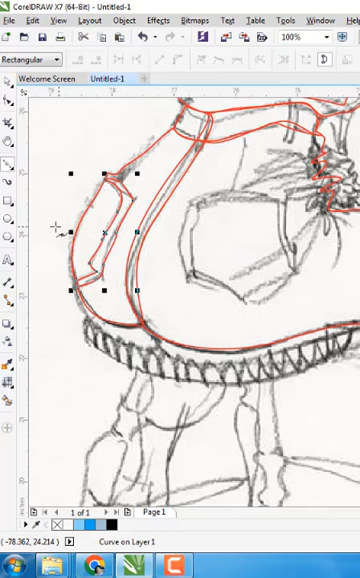 CorelDRAW X7 (64-Bit) - Untitled-1
File Edit View Layout Object Effects Bitmaps Text Table Tools Window
100%
Rectangular
Welcome Screen Untitled-1
1 of 1 Page 1
( -78.362, 24.214 ) Curve on Layer 1